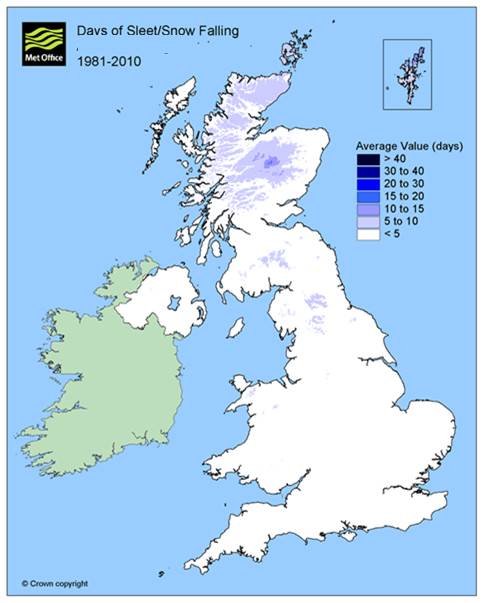 Days of Sleet/Snow Falling
Met Office
1981-2010
Average Value (days)
> 40
30 to 40
20 to 30
15 to 20
10 to 15
5 to 10
< 5
© Crown copyright